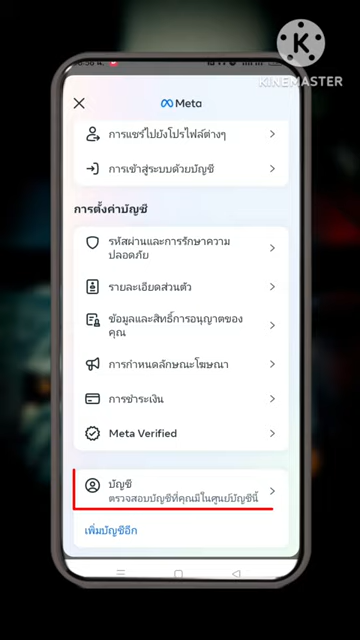 KINEMASTER
Meta
การแชร์ไปยังโปรไฟล์ต่างๆ
การเข้าสู่ระบบด้วยบัญชี
การตั้งค่าบัญชี
รหัสผ่านและการรักษาความ
ปลอดภัย
รายละเอียดส่วนตัว
ข้อมูลและสิทธิ์การอนุญาตของ
คุณ
การกำหนดลักษณะโฆษณา
การชำระเงิน
Meta Verified
บัญชี
ตรวจสอบบัญชีที่คุณมีในศูนย์บัญชีนี้
เพิ่มบัญชีอีก